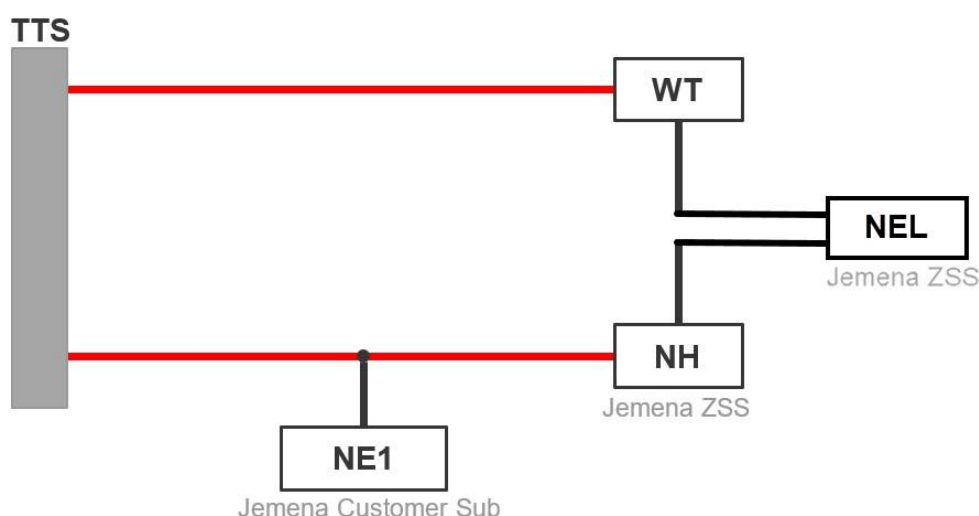 TTS
WT
NEL
Jemena ZSS
NH
Jemena ZSS
NE1
Jemena Customer Sub